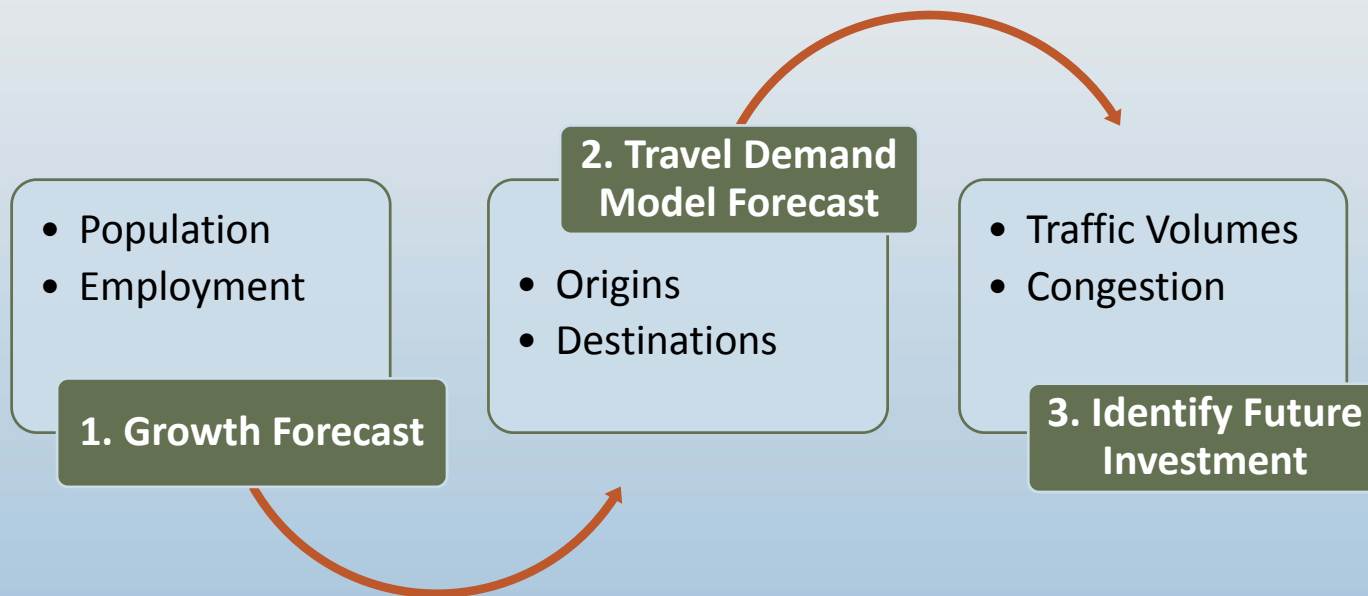 • Population
• Employment
1. Growth Forecast
2. Travel Demand
Model Forecast
• Origins
• Destinations
• Traffic Volumes
• Congestion
3. Identify Future
Investment